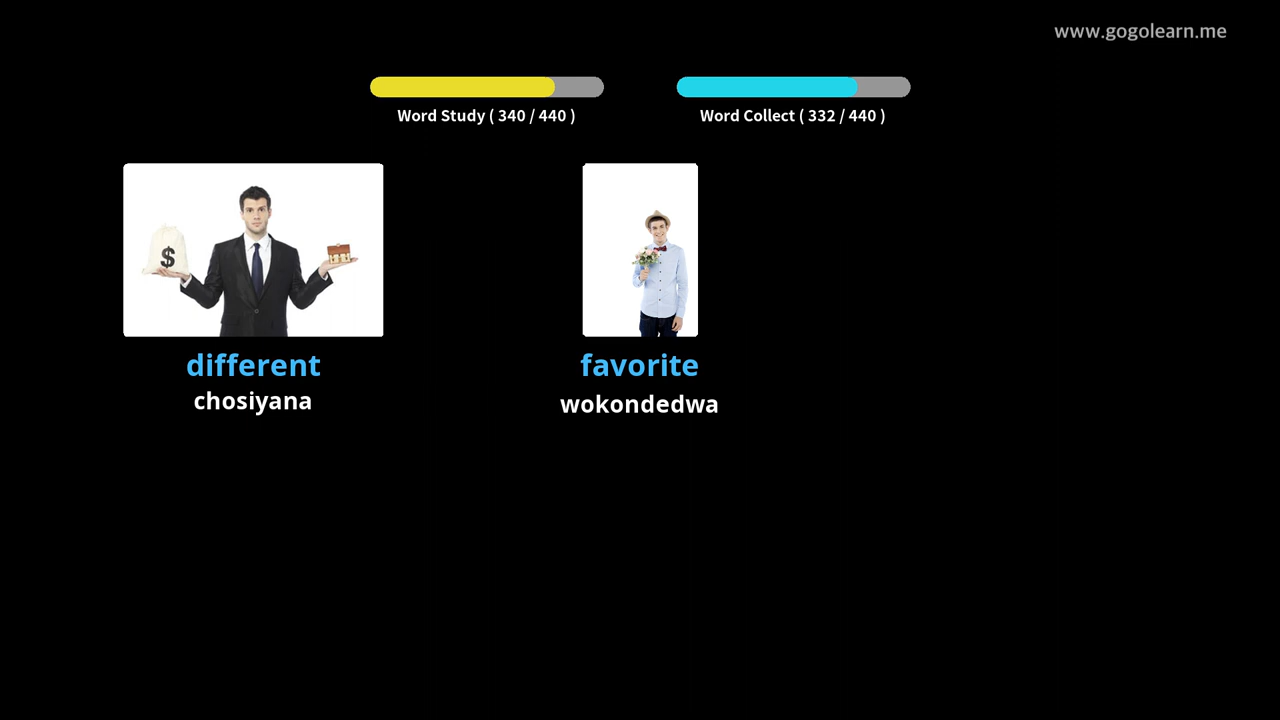 www.gogolearn.me
Word Study ( 340 / 440 )
Word Collect ( 332 / 440 )
$
different
chosiyana
favorite
wokondedwa